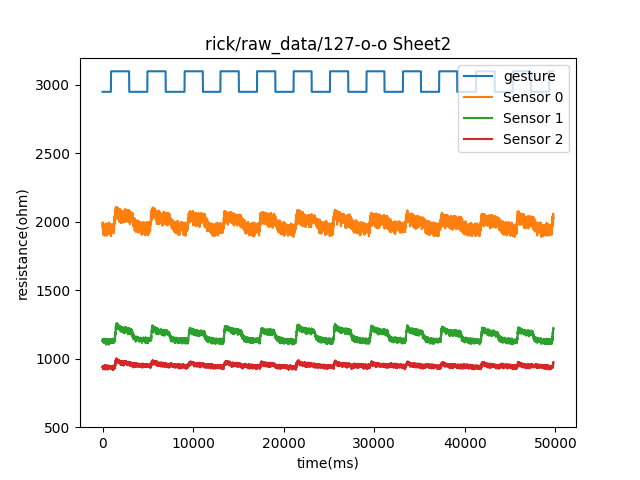 rick/raw_data/127-o-o Sheet2
gesture
Sensor 0
Sensor 1
Sensor 2
3000
2500
2000
1500
1000
500
resistance(ohm)
0 10000 20000 30000 40000 50000
time(ms)